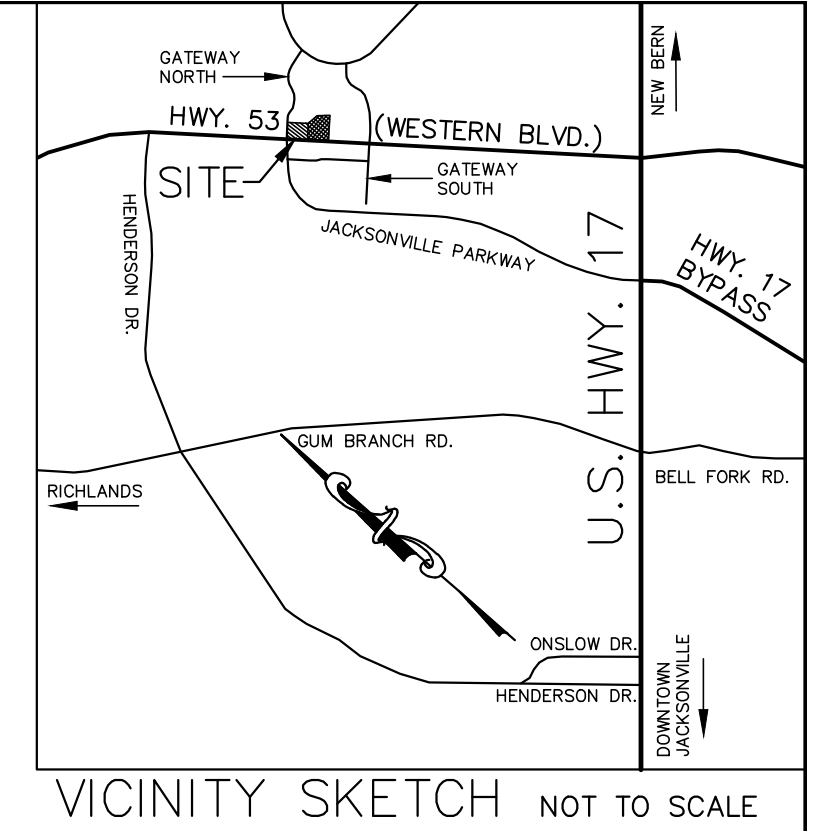 GATEWAY
NORTH
NEW BERN
HWY. 53
(WESTERN BLVD.)
SITE
GATEWAY
SOUTH
HENDERSON DR.
JACKSONVILLE PARKWAY
HWY. 17
BYPASS
U.S. HWY. 17
GUM BRANCH RD.
RICHLANDS
BELL FORK RD.
ONSLOW DR.
HENDERSON DR.
DOWNTOWN
JACKSONVILLE
VICINITY SKETCH NOT TO SCALE